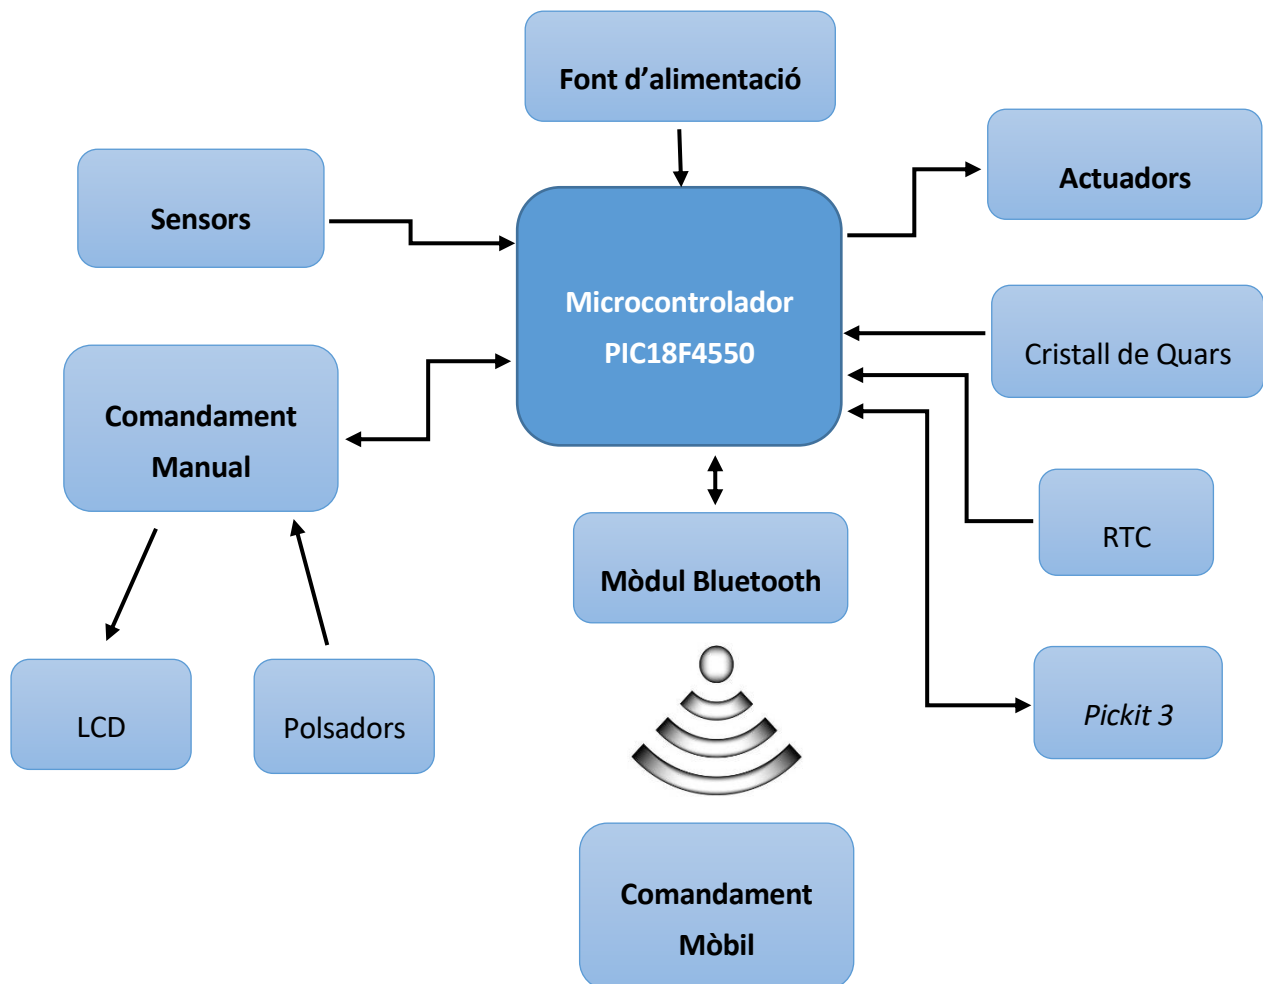 Font d’alimentació
Actuadors
Sensors
Microcontrolador
PIC18F4550
Cristall de Quars
Comandament
Manual
RTC
Mòdul Bluetooth
LCD
Polsadors
Pickit 3
Comandament
Mòbil